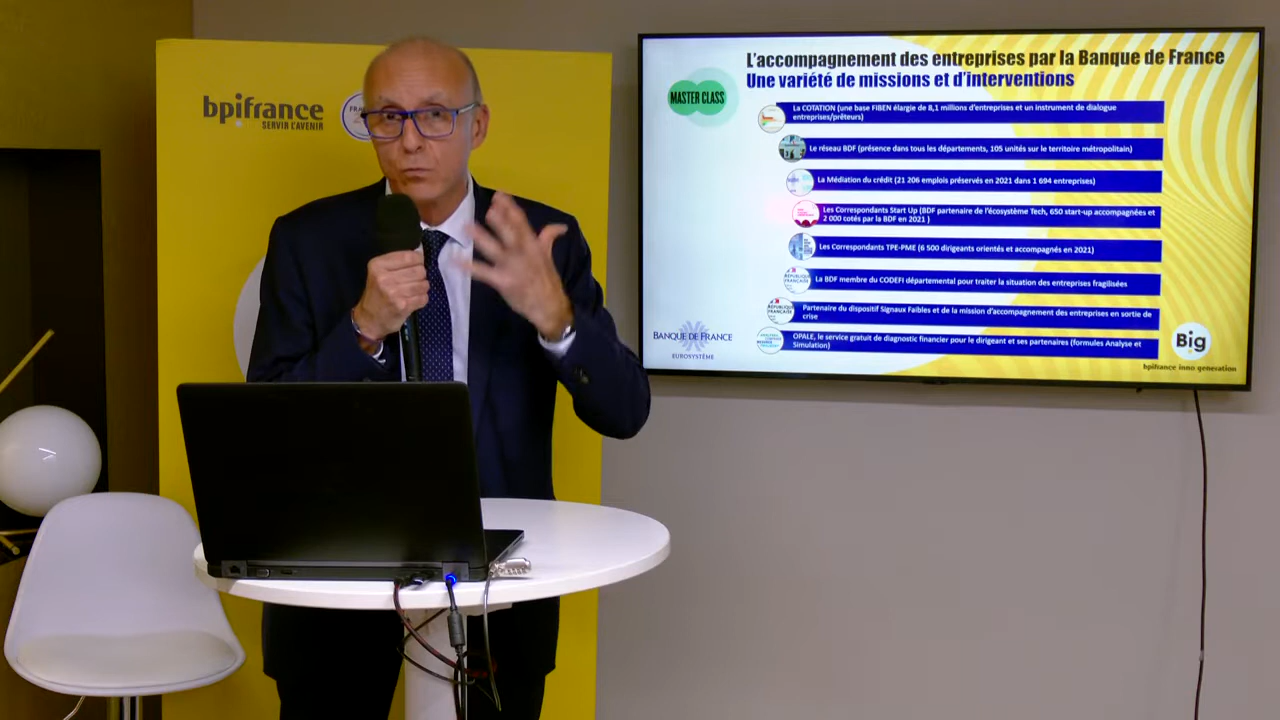 bpifrance
SERVIR L'AVENIR
FRA
MASTER CLASS
L'accompagnement des entreprises par la Banque de France
Une variété de missions et d'interventions
La COTATION (une base FIBEN élargie de 8,1 millions d'entreprises et un instrument de dialogue
entreprises/prêteurs)
Le réseau BDF (présence dans tous les départements, 105 unités sur le territoire métropolitain)
La Médiation du crédit (21 206 emplois préservés en 2021 dans 1 694 entreprises)
Les Correspondants Start Up (BDF partenaire de l'écosystème Tech, 650 start-up accompagnées et
2 000 cotés par la BDF en 2021 )
Les Correspondants TPE-PME (6 500 dirigeants orientés et accompagnés en 2021)
RÉPUBLIQUE
FRANÇAISE
La BDF membre du CODEFI départemental pour traiter la situation des entreprises fragilisées
RÉPUBLIQUE
FRANÇAISE
Partenaire du dispositif Signaux Faibles et de la mission d'accompagnement des entreprises en sortie de
crise
OPALE, le service gratuit de diagnostic financier pour le dirigeant et ses partenaires (formules Analyse et
Simulation)
BANQUE DE FRANCE
EUROSYSTÈME
Big
bpifrance inno generation